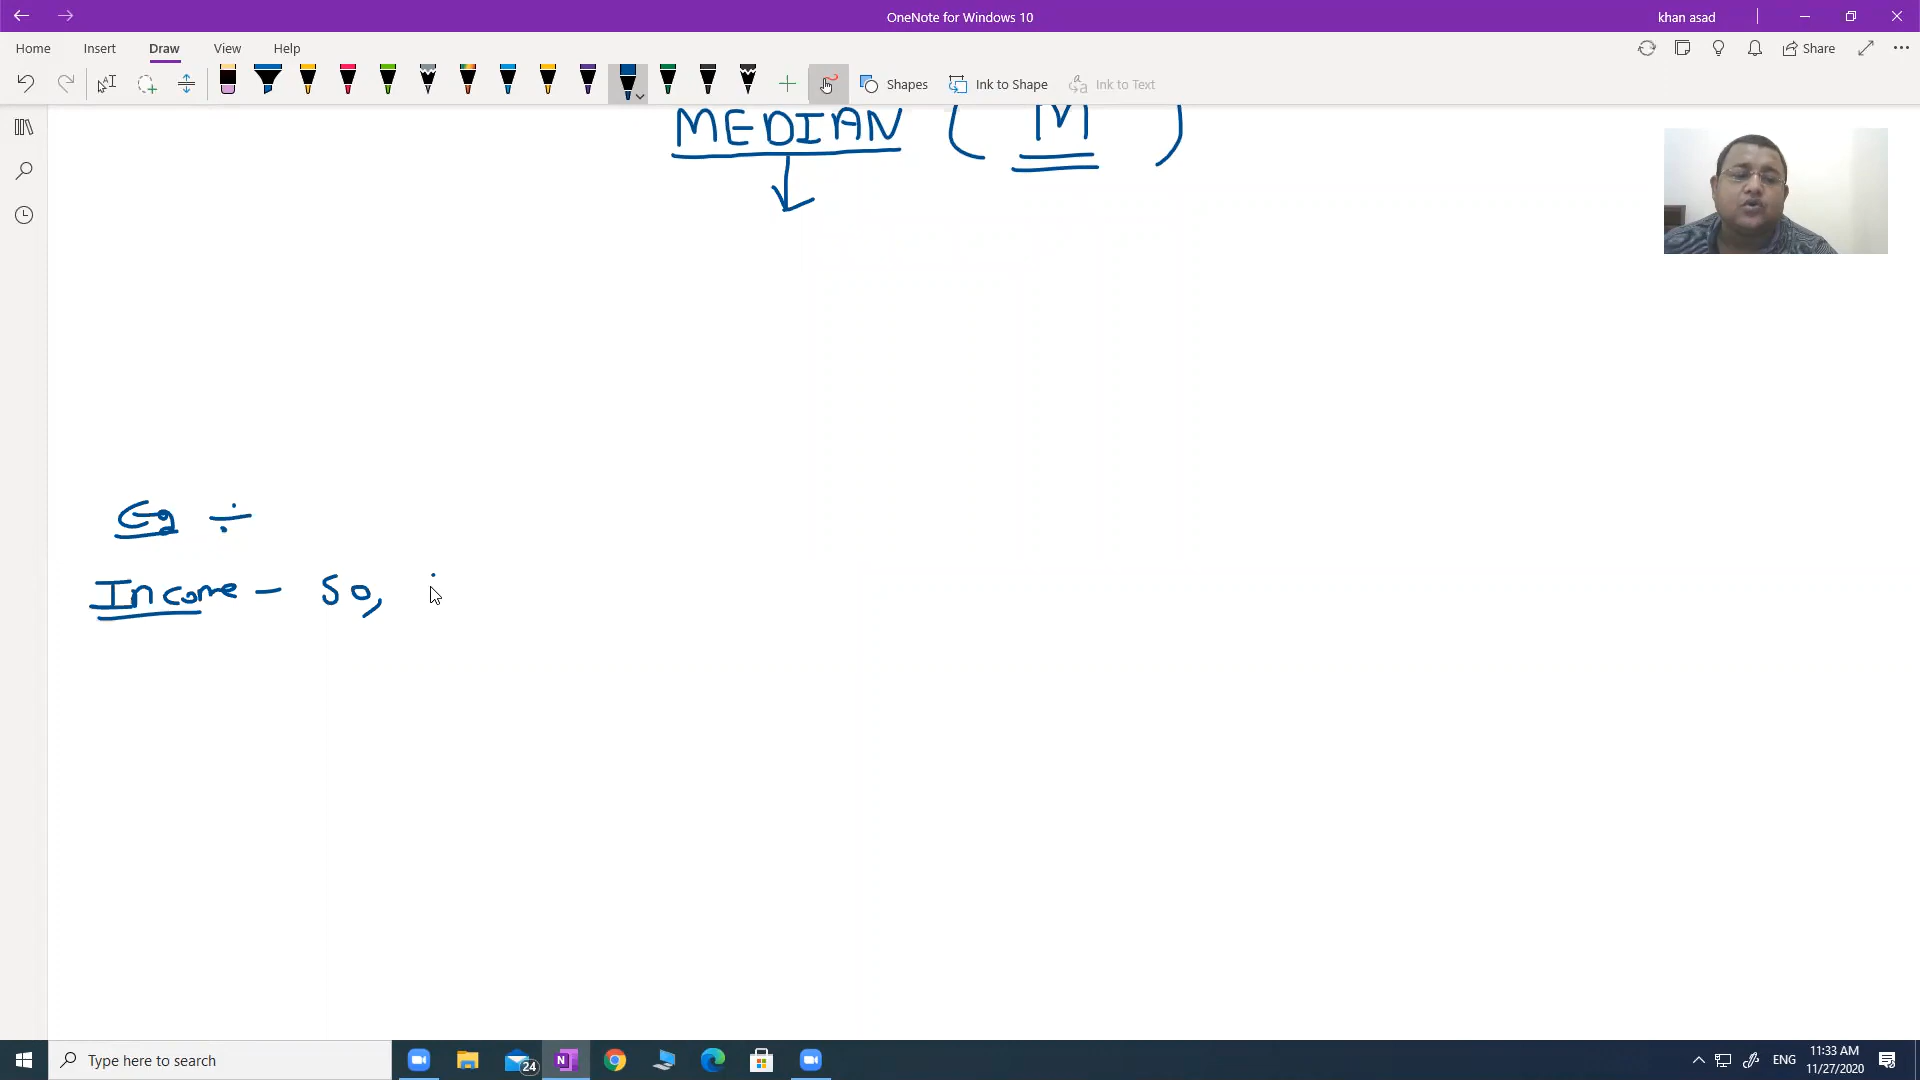 OneNote for Windows 10
khan asad
Home Insert Draw View Help
Share
Shapes
Ink to Shape
Ink to Text
MEDIAN ( M )
Eg ÷
Income - 50,
Type here to search
24
ENG
11:33 AM
11/27/2020